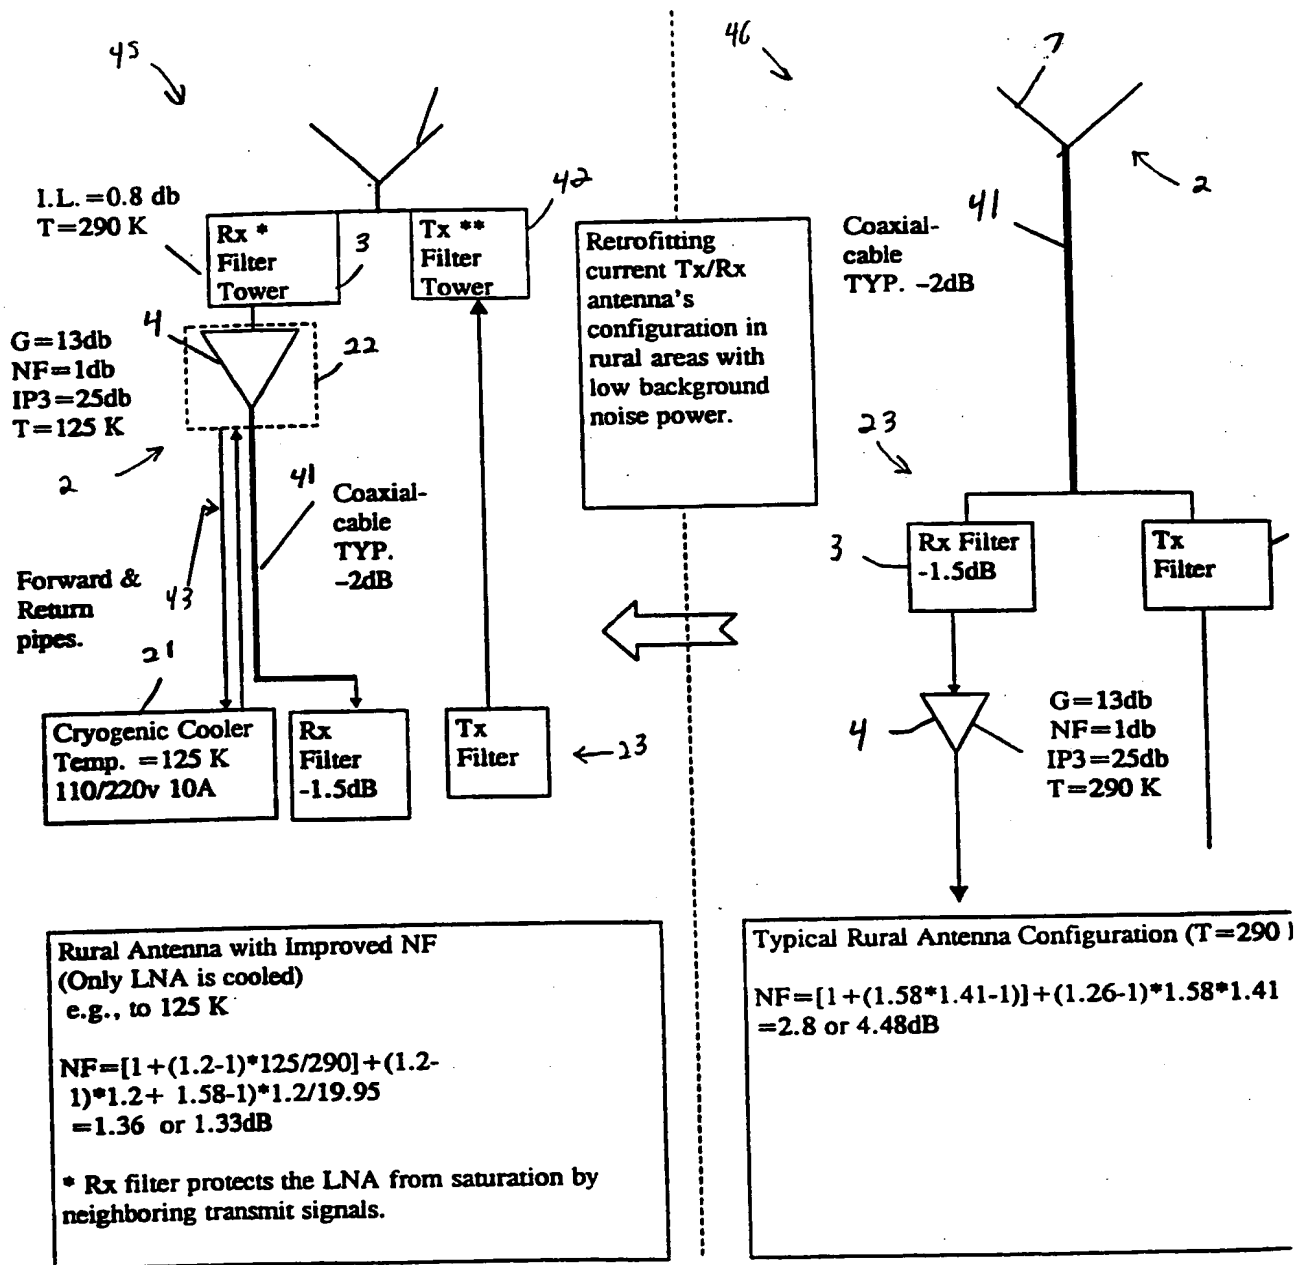 45
I.L.=0.8 db
T=290 K
Rx *
Filter
Tower
3
Tx **
Filter
Tower
42
G=13db
NF=1db
IP3=25db
T=125 K
4
22
2
41
Coaxial-
cable
TYP.
-2dB
Forward &
Return
pipes.
43
21
Cryogenic Cooler
Temp. =125 K
110/220v 10A
Rx
Filter
-1.5dB
Tx
Filter
23
Rural Antenna with Improved NF
(Only LNA is cooled)
e.g., to 125 K
NF=[1+(1.2-1)*125/290]+(1.2-
1)*1.2+ 1.58-1)*1.2/19.95
=1.36 or 1.33dB
* Rx filter protects the LNA from saturation by
neighboring transmit signals.
Retrofitting
current Tx/Rx
antenna's
configuration in
rural areas with
low background
noise power.
46
7
2
41
Coaxial-
cable
TYP. -2dB
23
3
Rx Filter
-1.5dB
Tx
Filter
4
G=13db
NF=1db
IP3=25db
T=290 K
Typical Rural Antenna Configuration (T=290
NF=[1+(1.58*1.41-1)]+(1.26-1)*1.58*1.41
=2.8 or 4.48dB